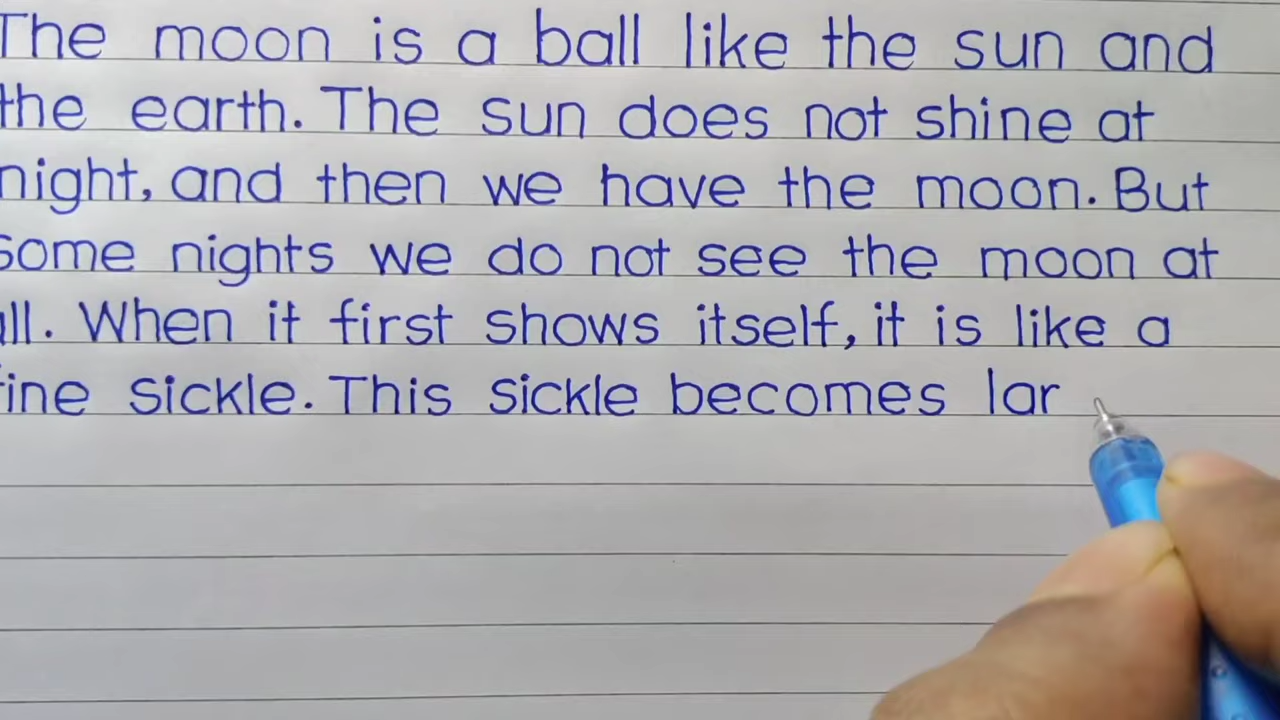 The moon is a ball like the sun and
the earth. The sun does not shine at
night, and then we have the moon. But
some nights we do not see the moon at
all. When it first shows itself, it is like a
fine sickle. This sickle becomes lar